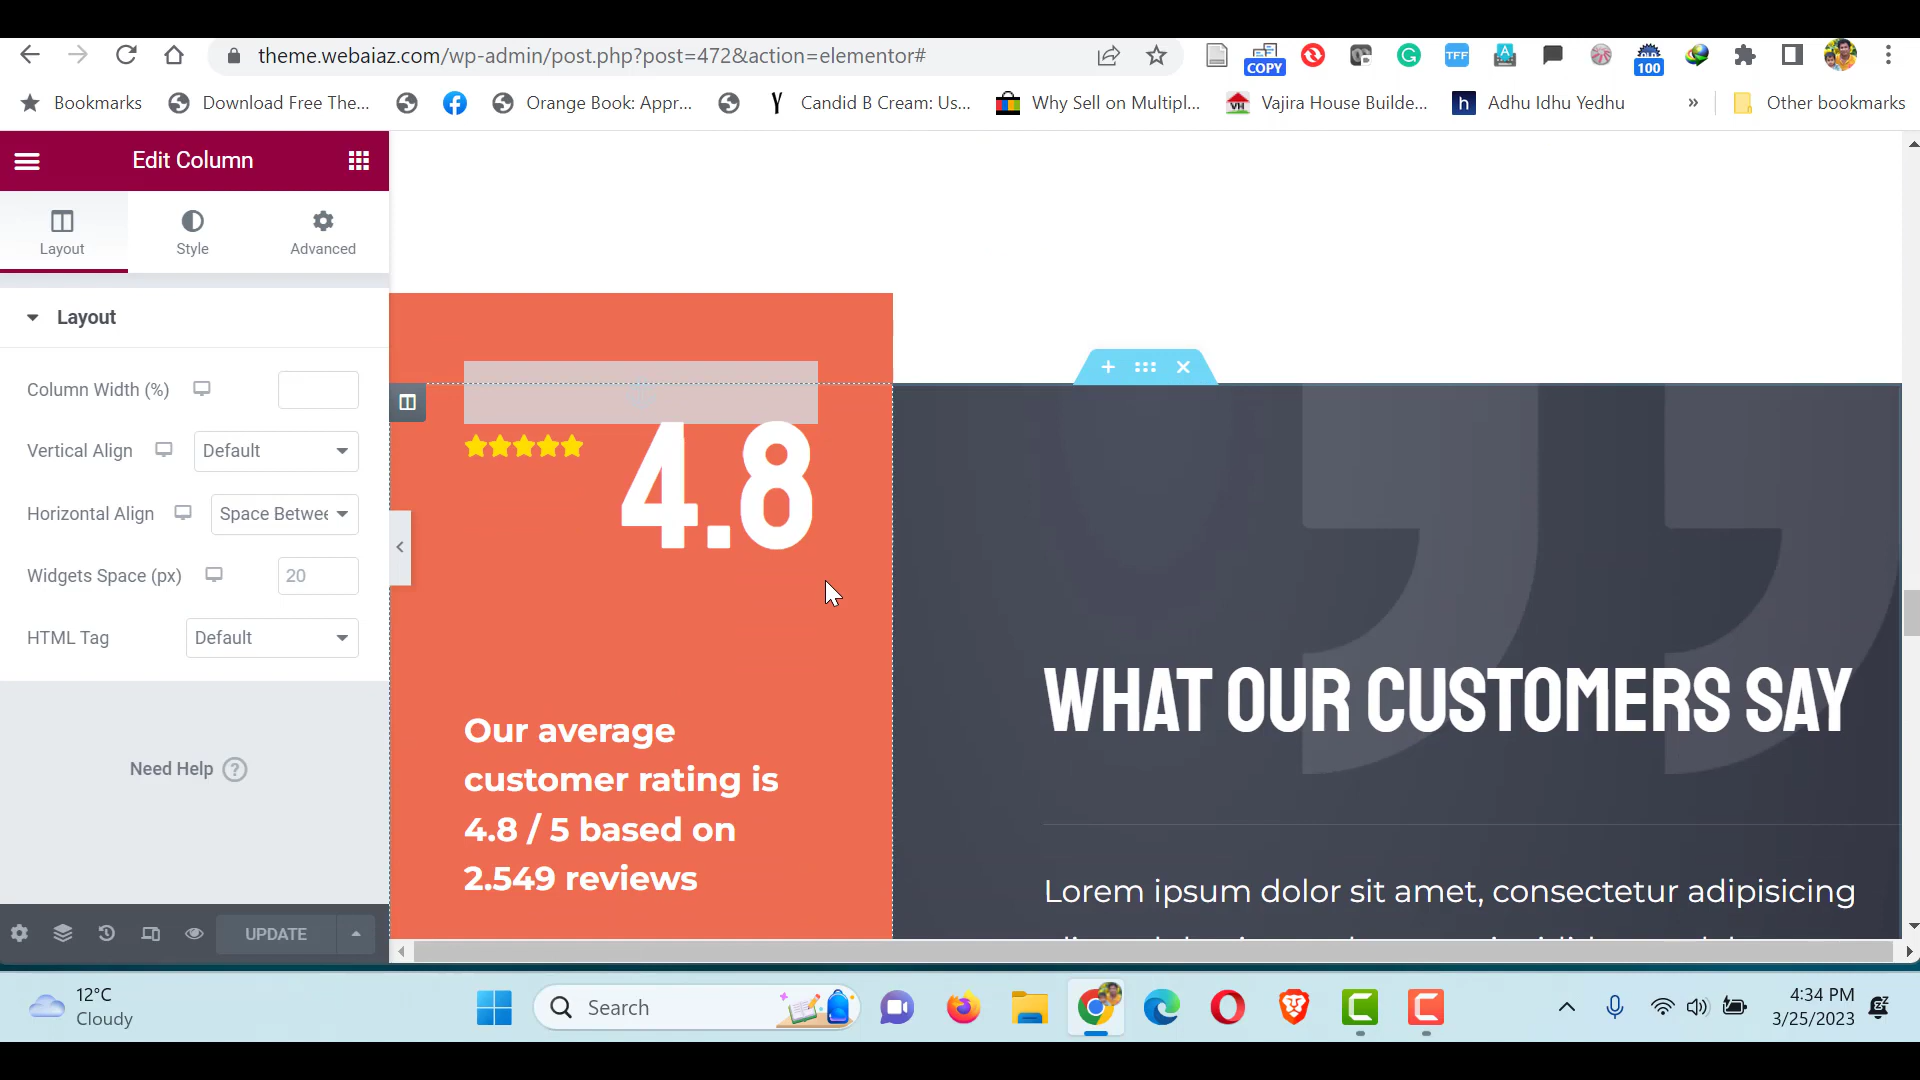 theme.webaiaz.com/wp-admin/post.php?post=472&action=elementor#
COPY
TFF
A
100
Bookmarks
Download Free The...
Orange Book: Appr...
Candid B Cream: Us...
Why Sell on Multipl...
VH
Vajira House Builde...
h
Adhu Idhu Yedhu
»
Other bookmarks
Edit Column
Layout
Style
Advanced
Layout
Column Width (%)
Vertical Align
Default
Horizontal Align
Space Betwee
Widgets Space (px)
20
HTML Tag
Default
Need Help ?
UPDATE
4.8
Our average
customer rating is
4.8 / 5 based on
2.549 reviews
WHAT OUR CUSTOMERS SAY
Lorem ipsum dolor sit amet, consectetur adipisicing
12°C
Cloudy
Search
4:34 PM
3/25/2023